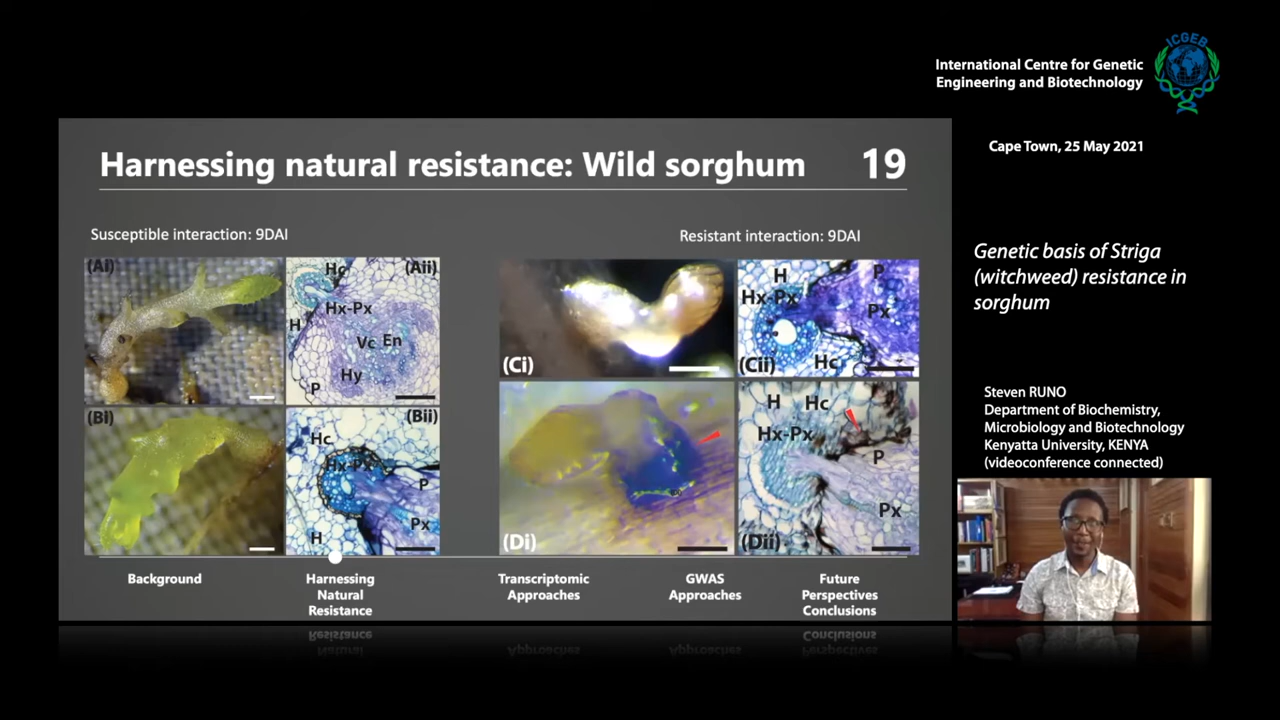 ICGEB
International Centre for Genetic
Engineering and Biotechnology
Cape Town, 25 May 2021
Harnessing natural resistance: Wild sorghum
19
Susceptible interaction: 9DAI
Resistant interaction: 9DAI
(Ai)
Hc
(Aii)
Hx-Px
H
Vc En
Hy
P
(Bi)
(Bii)
Hc
Hx-Px
P
Px
H
(Ci)
H
P
Hx-Px
Px
(Cii)
Hc
(Di)
H Hc
Hx-Px
P
Px
(Dii)
Background
Harnessing
Natural
Resistance
Transcriptomic
Approaches
GWAS
Approaches
Future
Perspectives
Conclusions
Genetic basis of Striga
(witchweed) resistance in
sorghum
Steven RUNO
Department of Biochemistry,
Microbiology and Biotechnology
Kenyatta University, KENYA
(videoconference connected)